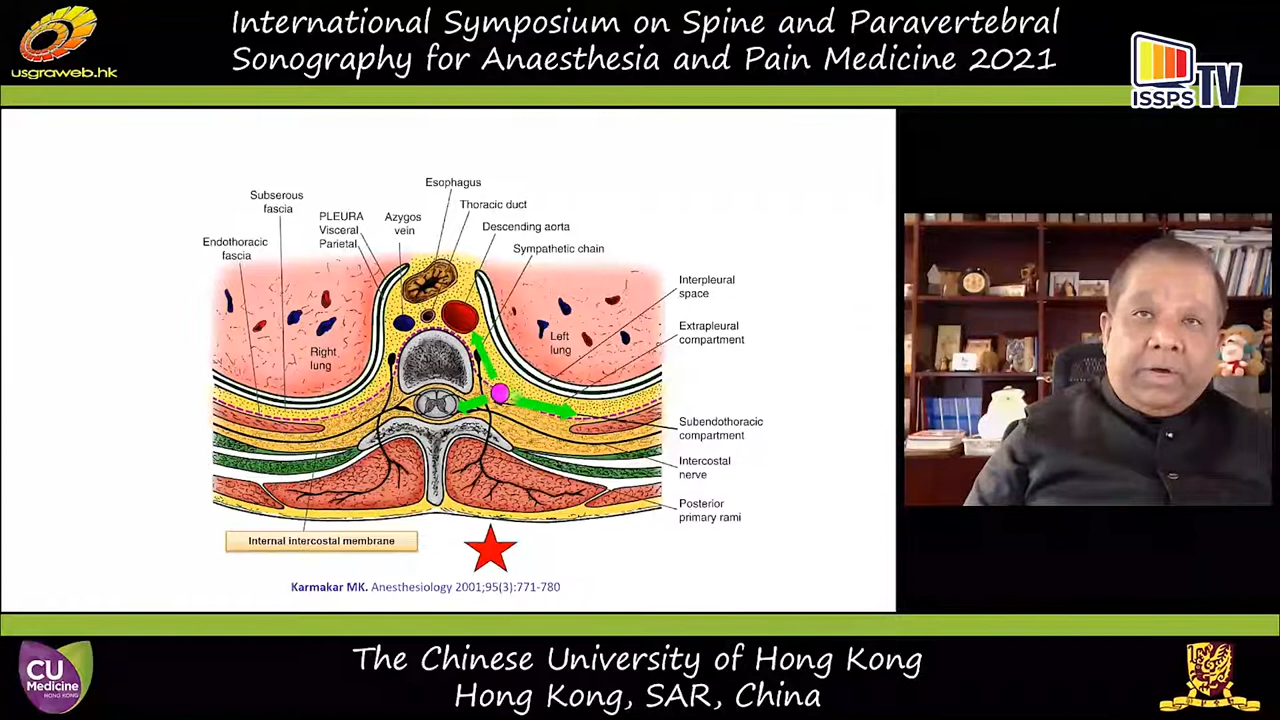 International Symposium on Spine and Paravertebral
Sonography for Anaesthesia and Pain Medicine 2021
usgraweb.hk
ISSPS TV
Esophagus
Subserous
fascia
Thoracic duct
PLEURA
Visceral
Parietal
Azygos
vein
Descending aorta
Endothoracic
fascia
Sympathetic chain
Interpleural
space
Extrapleural
compartment
Right
lung
Left
lung
Subendothoracic
compartment
Intercostal
nerve
Posterior
primary rami
Internal intercostal membrane
Karmakar MK. Anesthesiology 2001;95(3):771-780
CU
Medicine
HONG KONG
The Chinese University of Hong Kong
Hong Kong, SAR, China